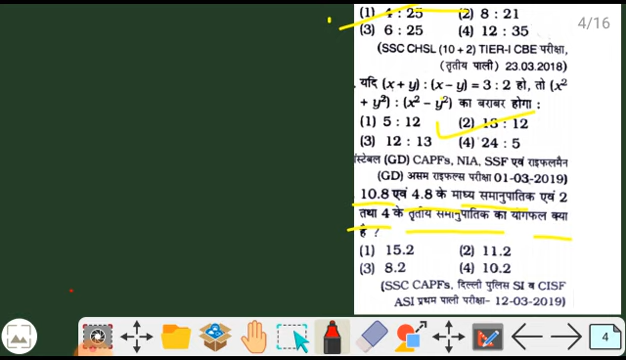 (1) 4 : 25 (2) 8 : 21
(3) 6 : 25 (4) 12 : 35
(SSC CHSL (10 + 2) TIER-I CBE परीक्षा,
(तृतीय पाली) 23.03.2018)
. यदि (x + y) : (x – y) = 3 : 2 हो, तो (x²
+ y²) : (x² – y²) का बराबर होगा :
(1) 5 : 12 (2) 13 : 12
(3) 12 : 13 (4) 24 : 5
(GD) CAPFs, NIA, SSF एवं राइफलमैन
(GD) असम राइफल्स परीक्षा 01-03-2019)
10.8 एवं 4.8 के माध्य समानुपातिक एवं 2
तथा 4 के तृतीय समानुपातिक का योगफल क्या
है ?
(1) 15.2 (2) 11.2
(3) 8.2 (4) 10.2
(SSC CAPFs, दिल्ली पुलिस SI व CISF
ASI प्रथम पाली परीक्षा- 12-03-2019)
4/16
4